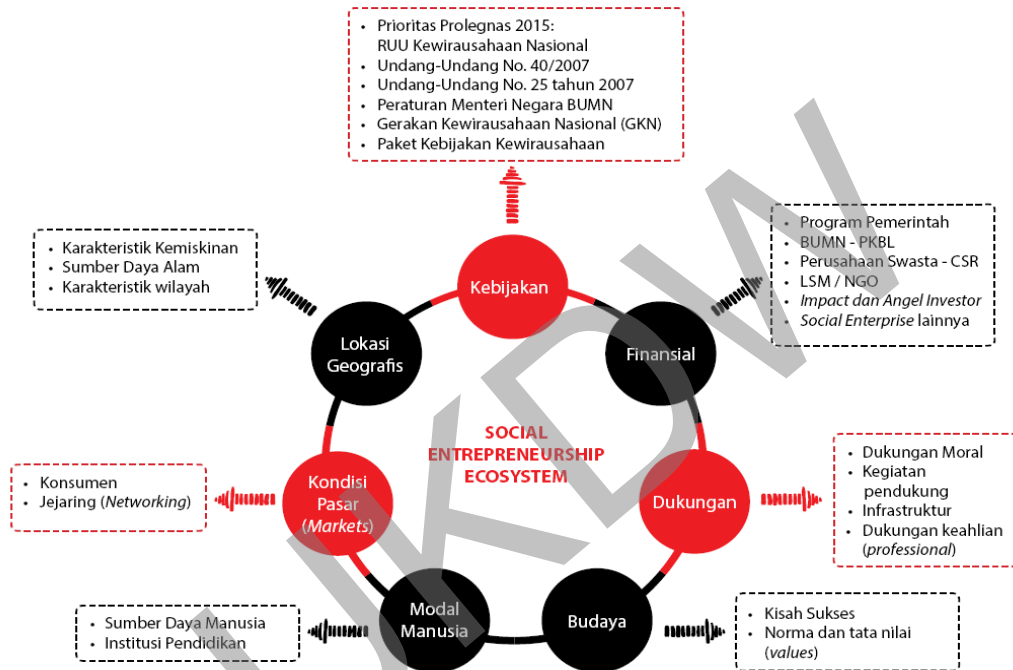 • Prioritas Prolegnas 2015:
RUU Kewirausahaan Nasional
• Undang-Undang No. 40/2007
• Undang-Undang No. 25 tahun 2007
• Peraturan Menteri Negara BUMN
• Gerakan Kewirausahaan Nasional (GKN)
• Paket Kebijakan Kewirausahaan
• Karakteristik Kemiskinan
• Sumber Daya Alam
• Karakteristik wilayah
Kebijakan
• Program Pemerintah
• BUMN - PKBL
• Perusahaan Swasta - CSR
• LSM / NGO
• Impact dan Angel Investor
• Social Enterprise lainnya
Lokasi
Geografis
Finansial
SOCIAL
ENTREPRENEURSHIP
ECOSYSTEM
• Konsumen
• Jejaring (Networking)
Kondisi
Pasar
(Markets)
Dukungan
• Dukungan Moral
• Kegiatan
pendukung
• Infrastruktur
• Dukungan keahlian
(professional)
• Sumber Daya Manusia
• Institusi Pendidikan
Modal
Manusia
Budaya
• Kisah Sukses
• Norma dan tata nilai
(values)
UKDW